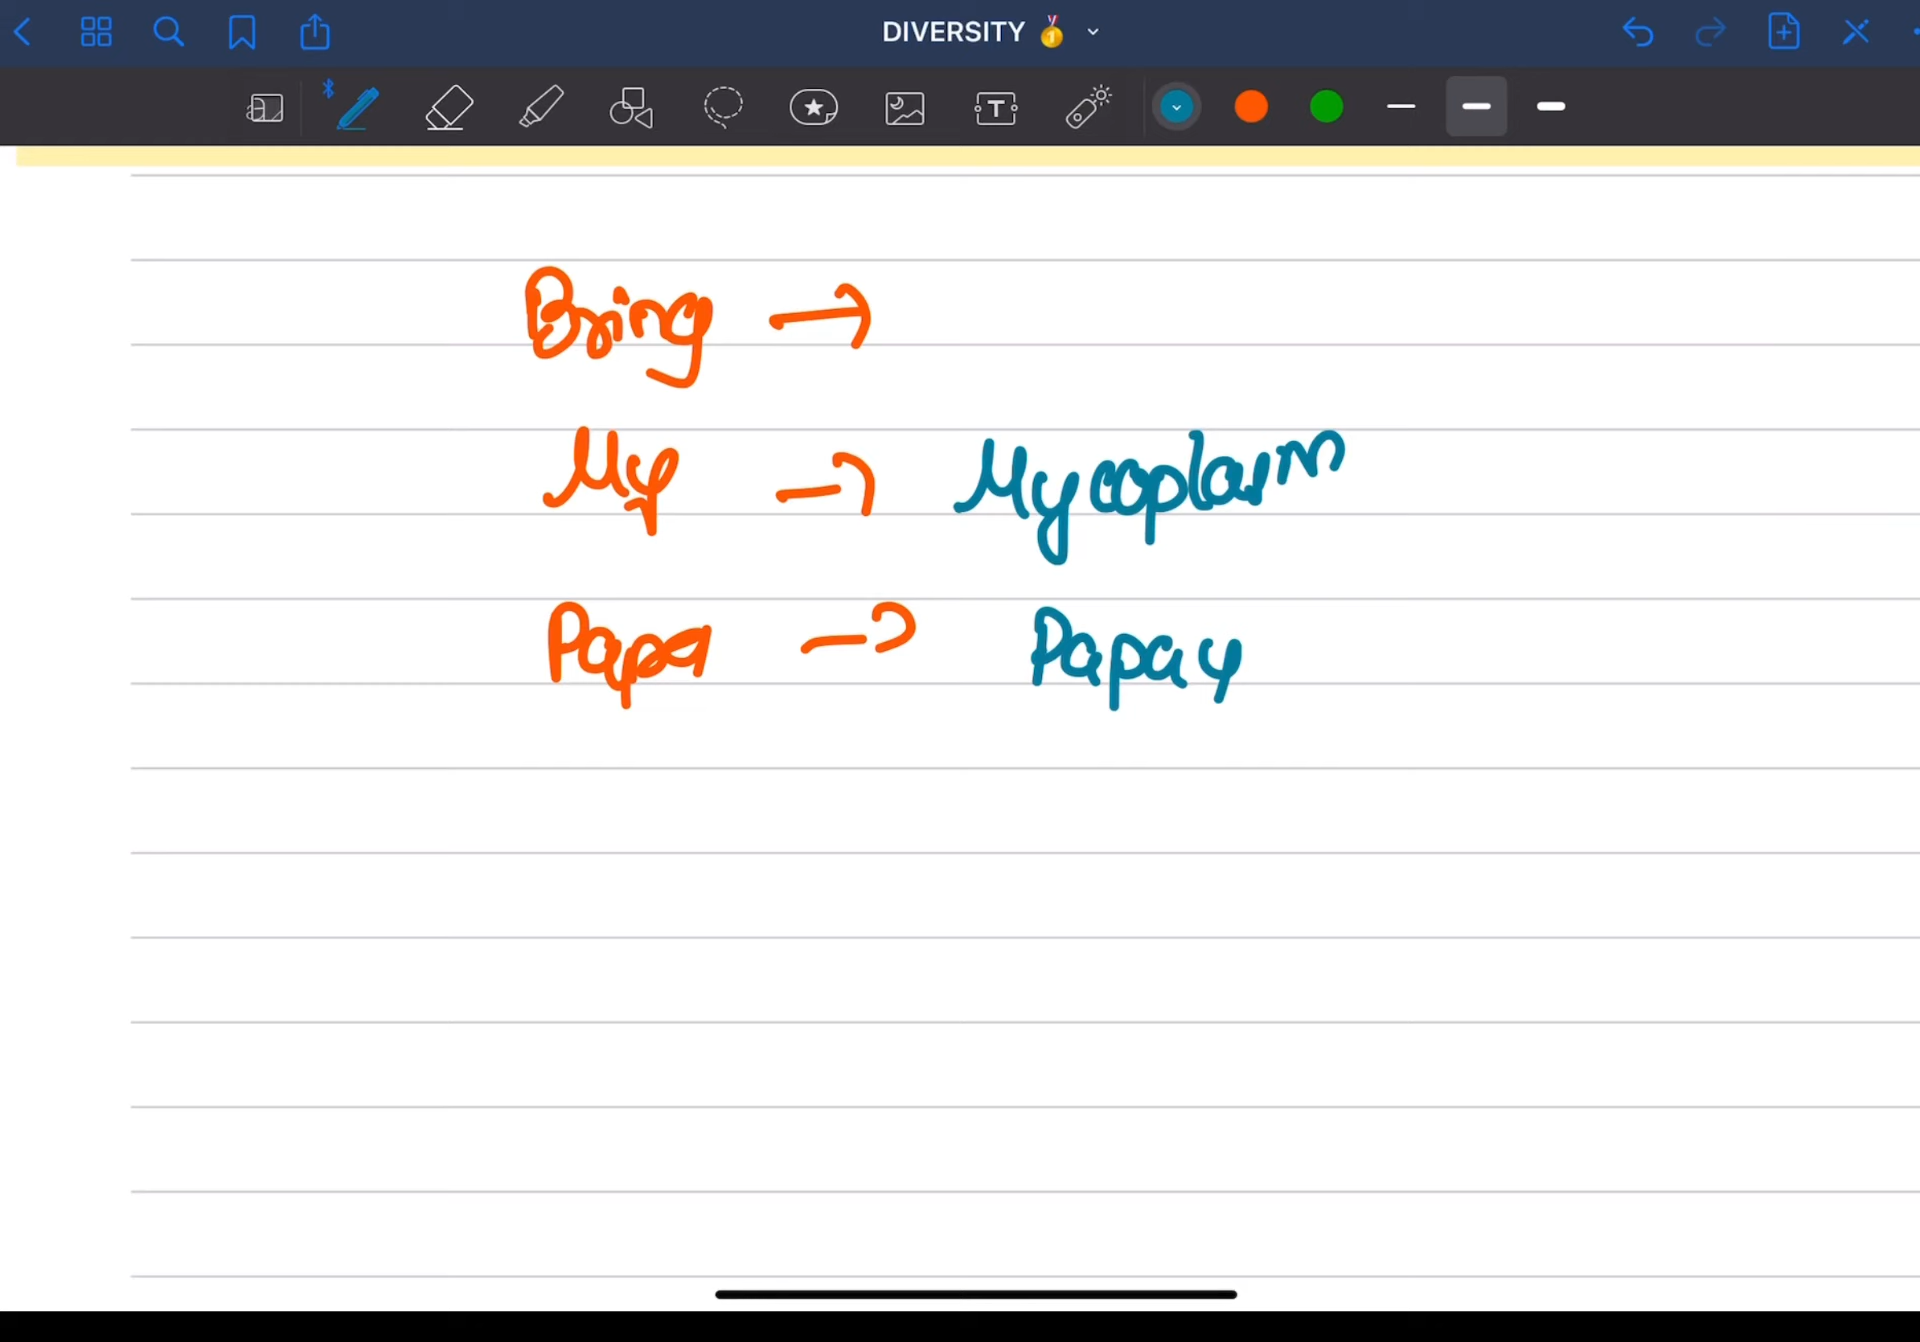 DIVERSITY 🥇
Bring →
My → Mycoplasm
Papa → Papay